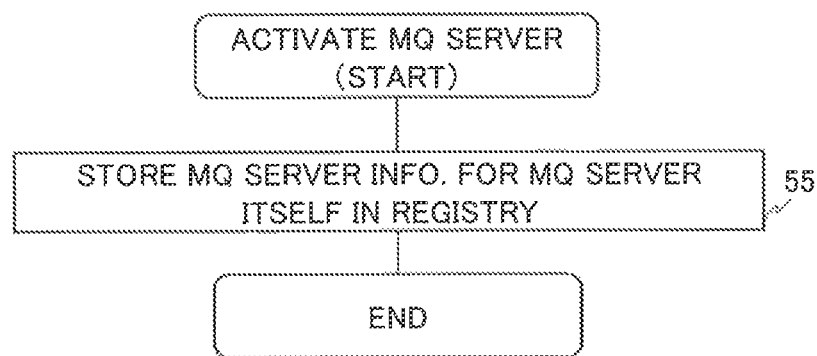 ACTIVATE MQ SERVER
(START)
STORE MQ SERVER INFO. FOR MQ SERVER
ITSELF IN REGISTRY
55
END